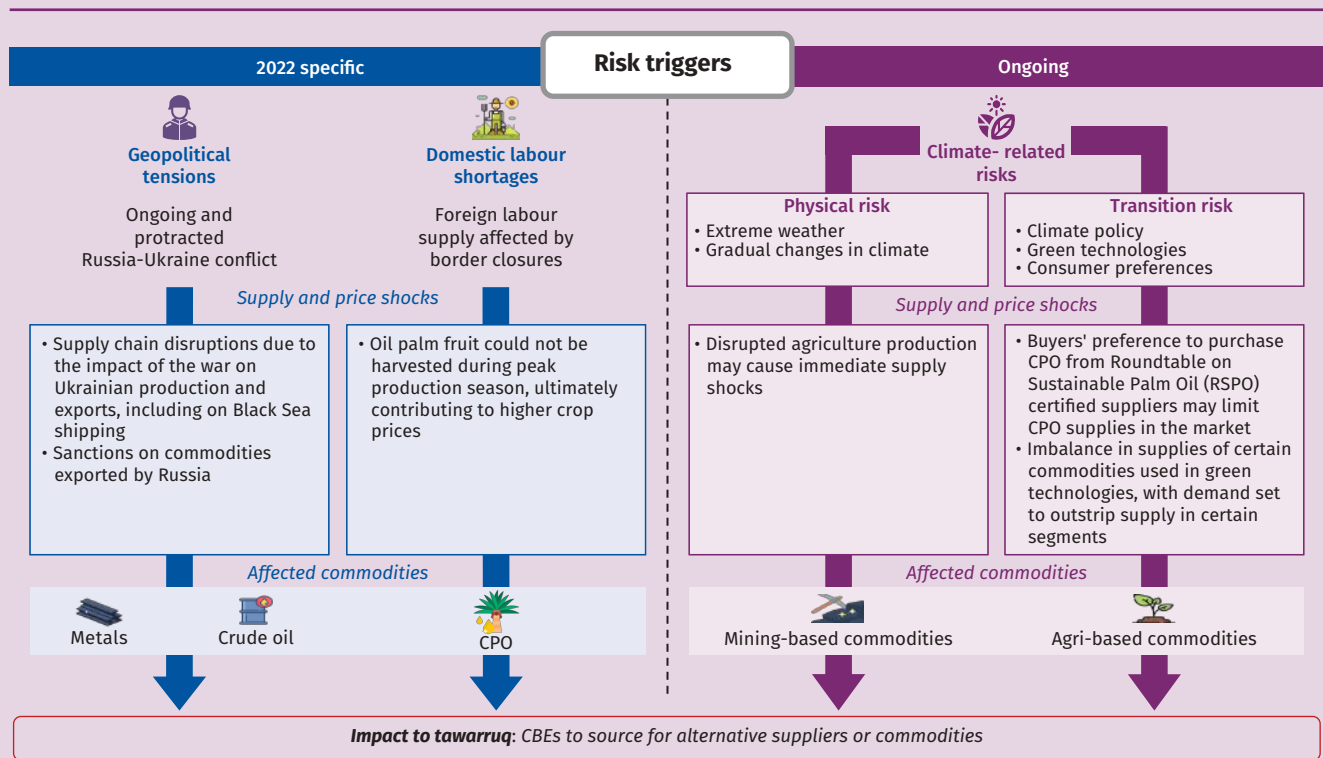 Risk triggers
2022 specific
Ongoing
Geopolitical
tensions
Ongoing and
protracted
Russia-Ukraine conflict
Domestic labour
shortages
Foreign labour
supply affected by
border closures
Supply and price shocks
• Supply chain disruptions due to
the impact of the war on
Ukrainian production and
exports, including on Black Sea
shipping
• Sanctions on commodities
exported by Russia
• Oil palm fruit could not be
harvested during peak
production season, ultimately
contributing to higher crop
prices
Affected commodities
Metals
Crude oil
CPO
Climate- related
risks
Physical risk
• Extreme weather
• Gradual changes in climate
Transition risk
• Climate policy
• Green technologies
• Consumer preferences
Supply and price shocks
• Disrupted agriculture production
may cause immediate supply
shocks
• Buyers' preference to purchase
CPO from Roundtable on
Sustainable Palm Oil (RSPO)
certified suppliers may limit
CPO supplies in the market
• Imbalance in supplies of certain
commodities used in green
technologies, with demand set
to outstrip supply in certain
segments
Affected commodities
Mining-based commodities
Agri-based commodities
Impact to tawarruq: CBEs to source for alternative suppliers or commodities